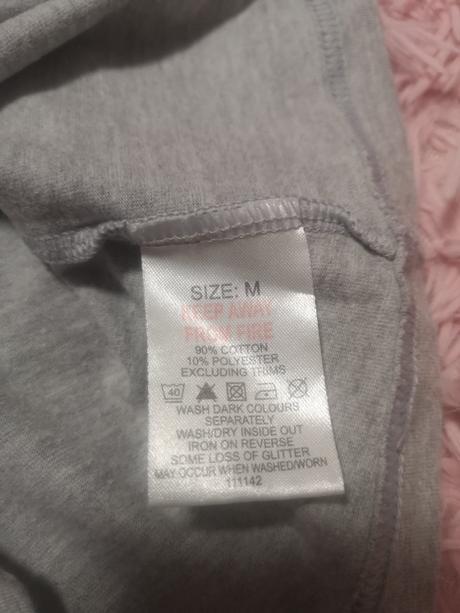 SIZE: M
KEEP AWAY
FROM FIRE
90% COTTON
10% POLYESTER
EXCLUDING TRIMS
40
WASH DARK COLOURS
SEPARATELY
WASH/DRY INSIDE OUT
IRON ON REVERSE
SOME LOSS OF GLITTER
MAY OCCUR WHEN WASHED/WORN
111142